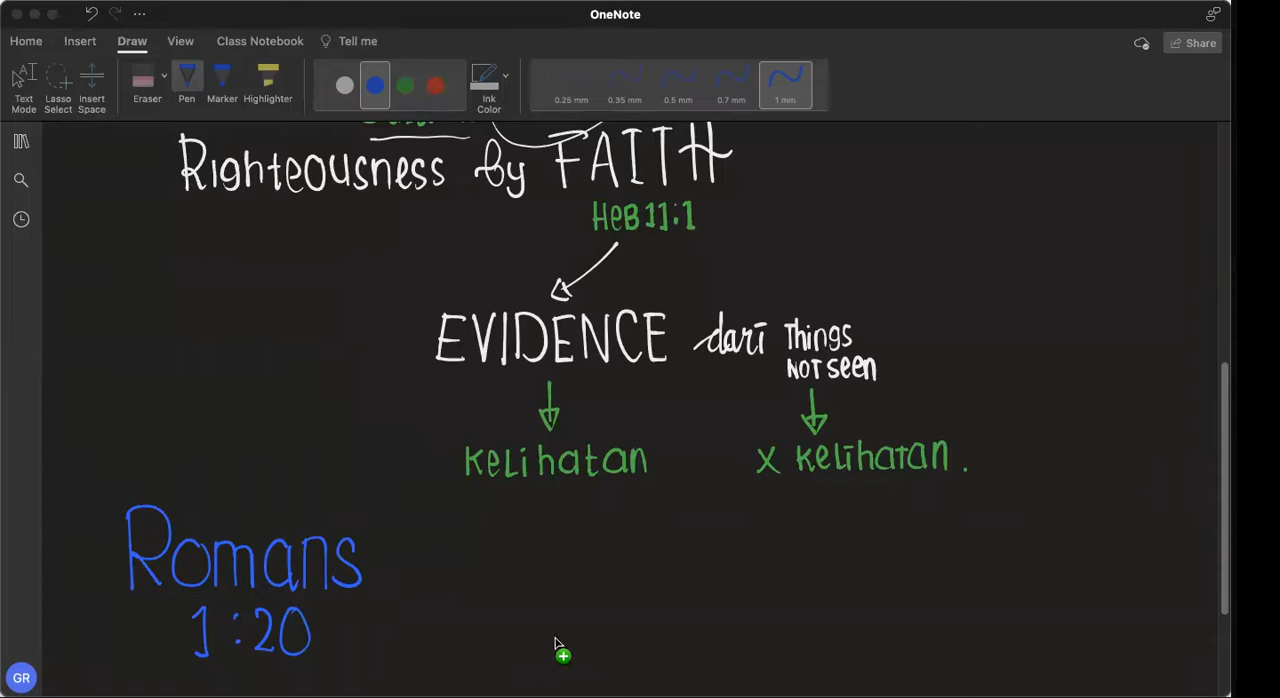 OneNote
Home Insert Draw View Class Notebook Tell me
Share
Text Mode
Lasso Select
Insert Space
Eraser
Pen
Marker
Highlighter
Ink Color
0.25 mm
0.35 mm
0.5 mm
0.7 mm
1 mm
Righteousness by FAITH
HeB 11:1
EVIDENCE dari Things
NOT seen
Kelihatan X Kelihatan.
Romans
1:20
GR